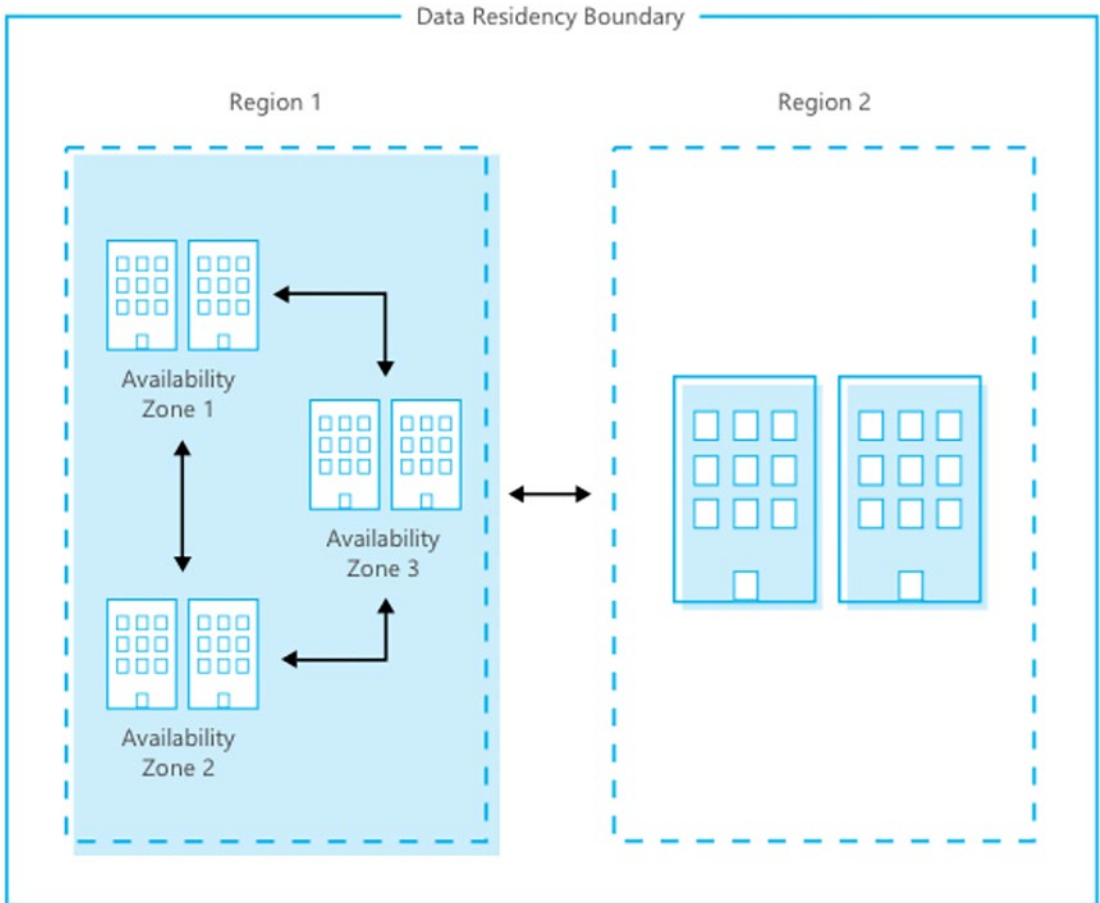 Data Residency Boundary
Region 1
Region 2
Availability
Zone 1
Availability
Zone 3
Availability
Zone 2